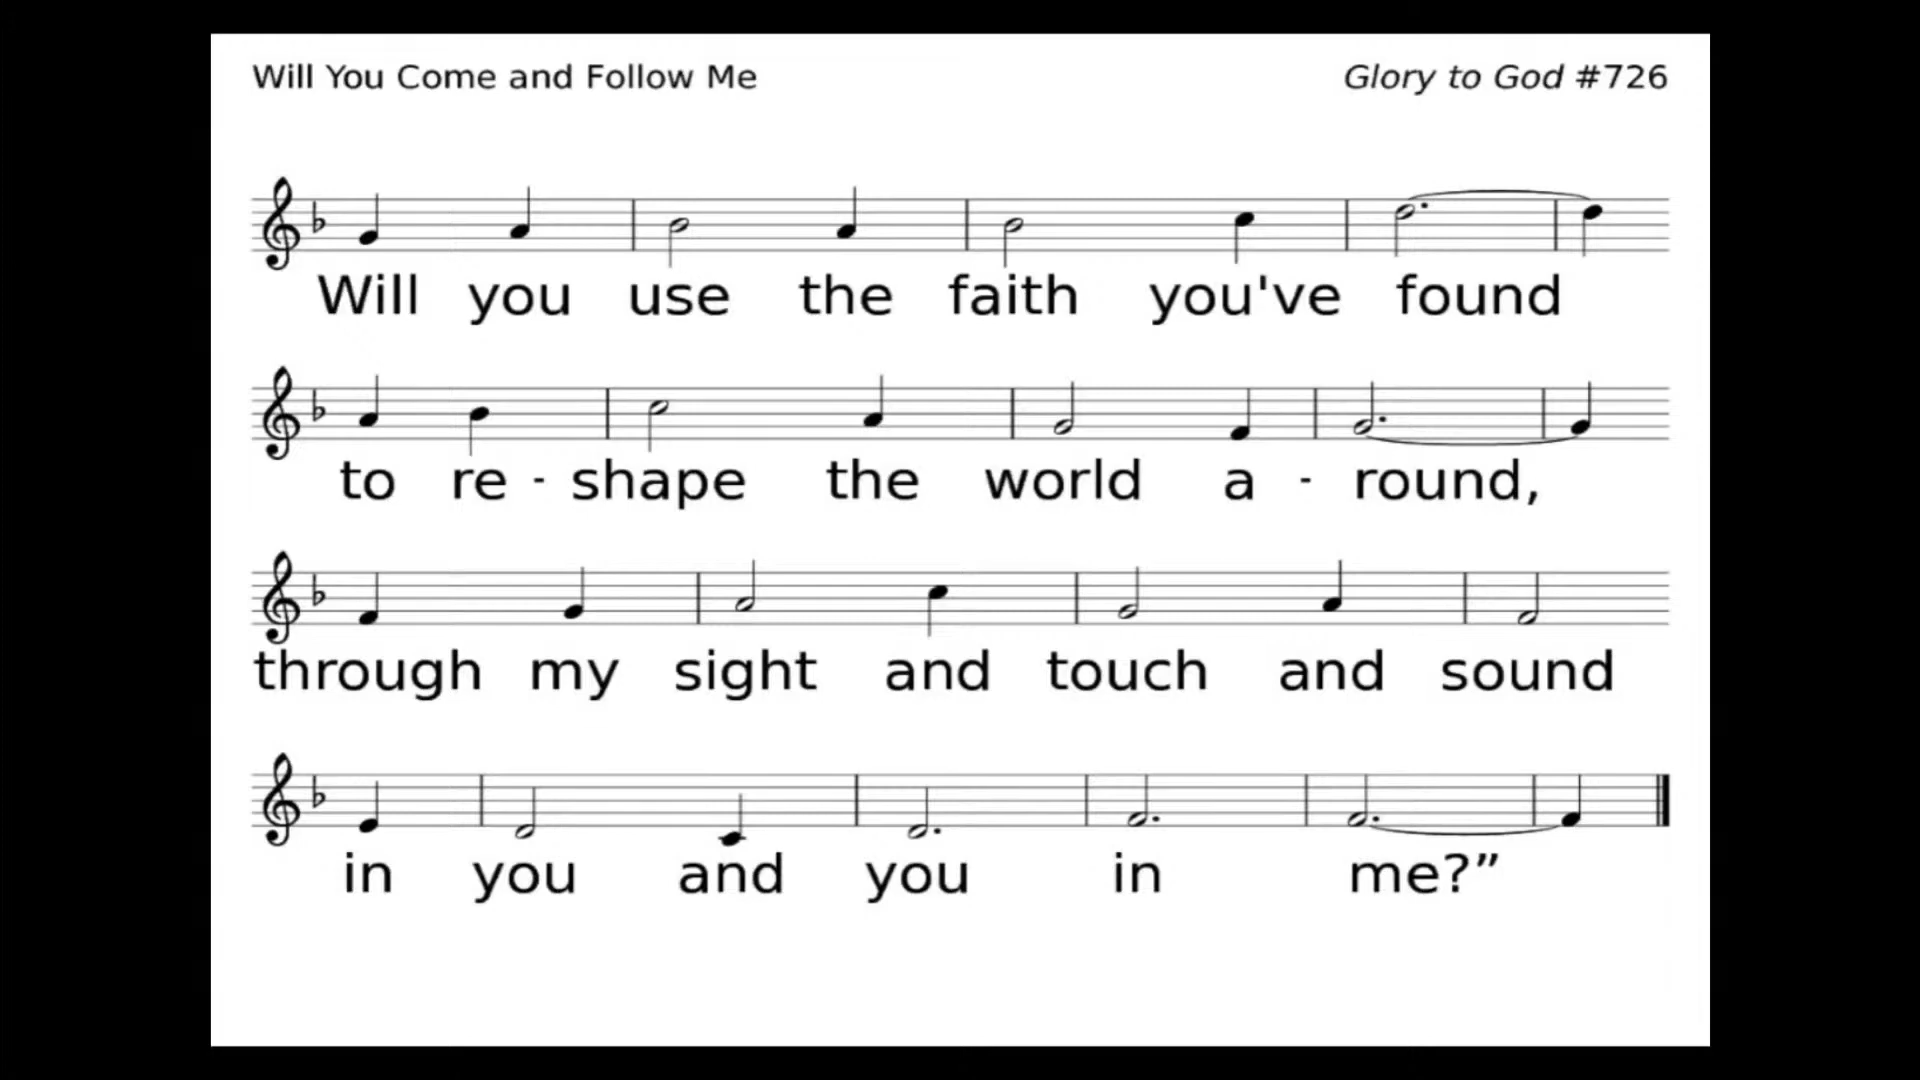 Will You Come and Follow Me
Glory to God #726
Will you use the faith you've found
to re - shape the world a - round,
through my sight and touch and sound
in you and you in me?”